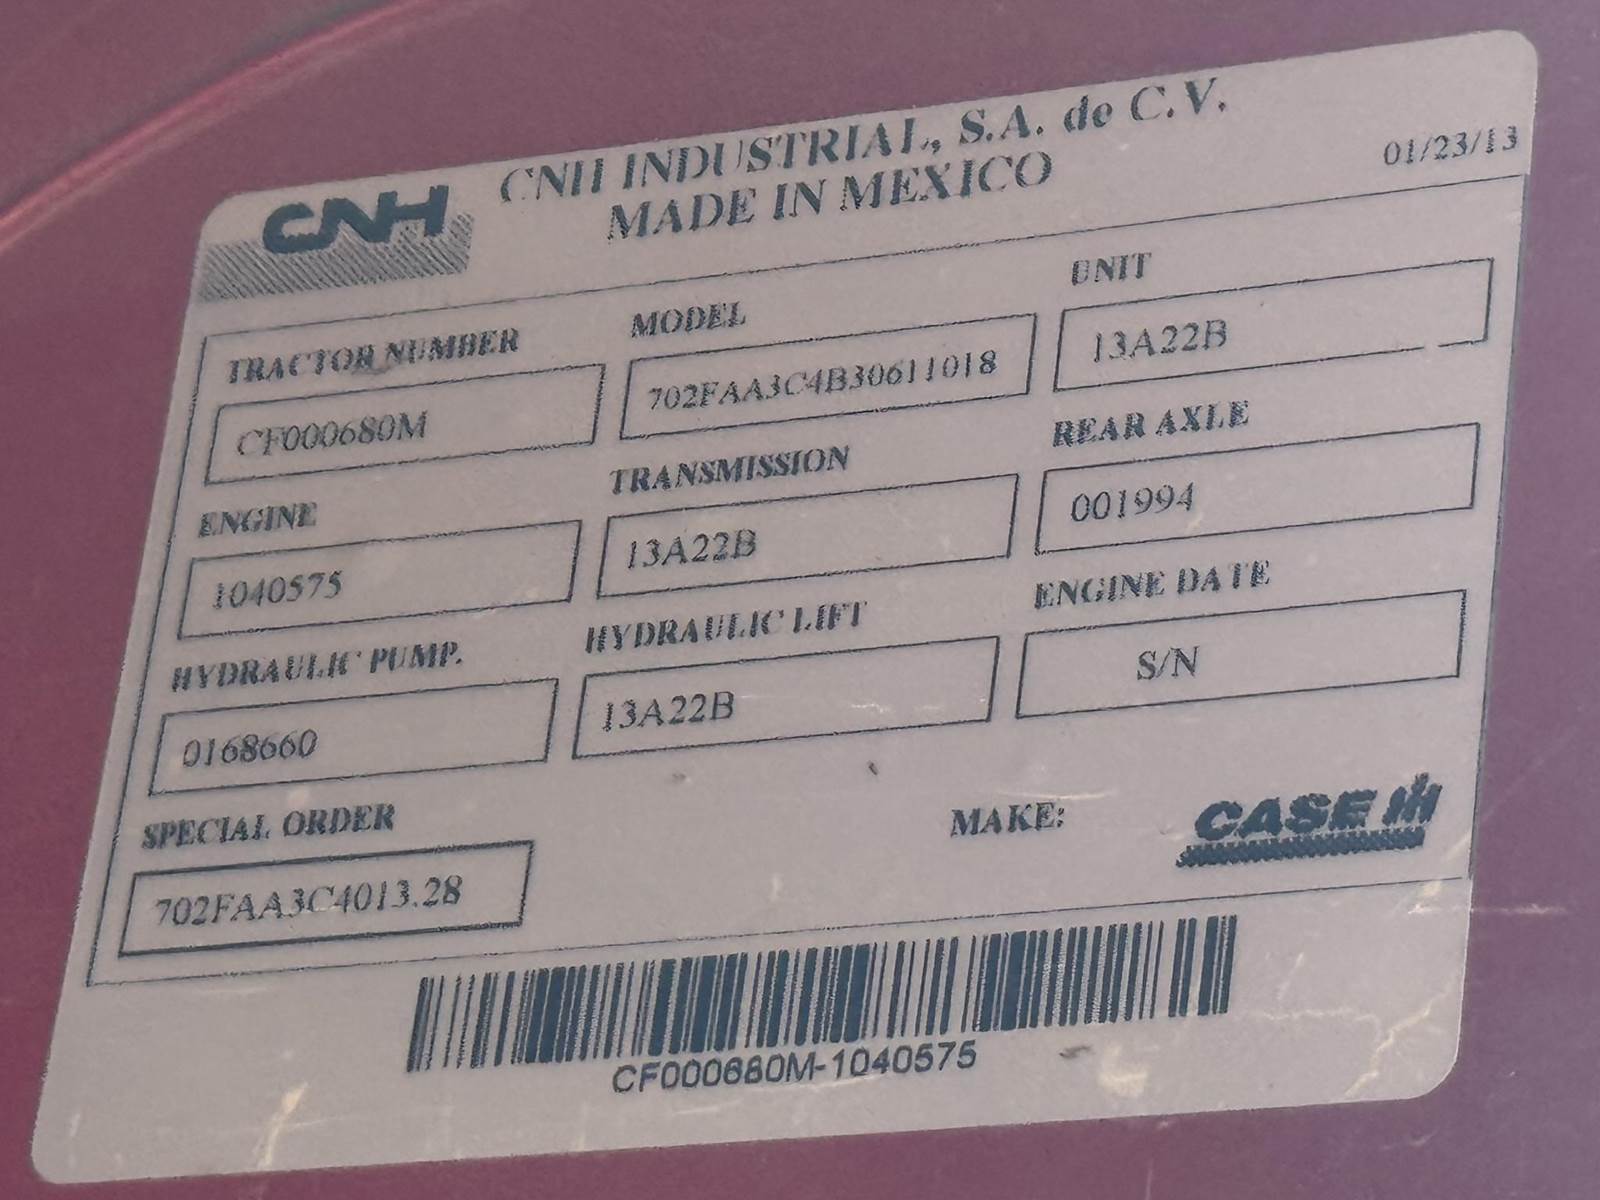 CNH
CNH INDUSTRIAL, S.A. de C.V.
MADE IN MEXICO
01/23/13
TRACTOR NUMBER
CF000680M
MODEL
702FAA3C4B30611018
UNIT
13A22B
ENGINE
1040575
TRANSMISSION
13A22B
REAR AXLE
001994
HYDRAULIC PUMP.
0168660
HYDRAULIC LIFT
13A22B
ENGINE DATE
S/N
SPECIAL ORDER
702FAA3C4013.28
MAKE:
CASE IH
CF000680M-1040575